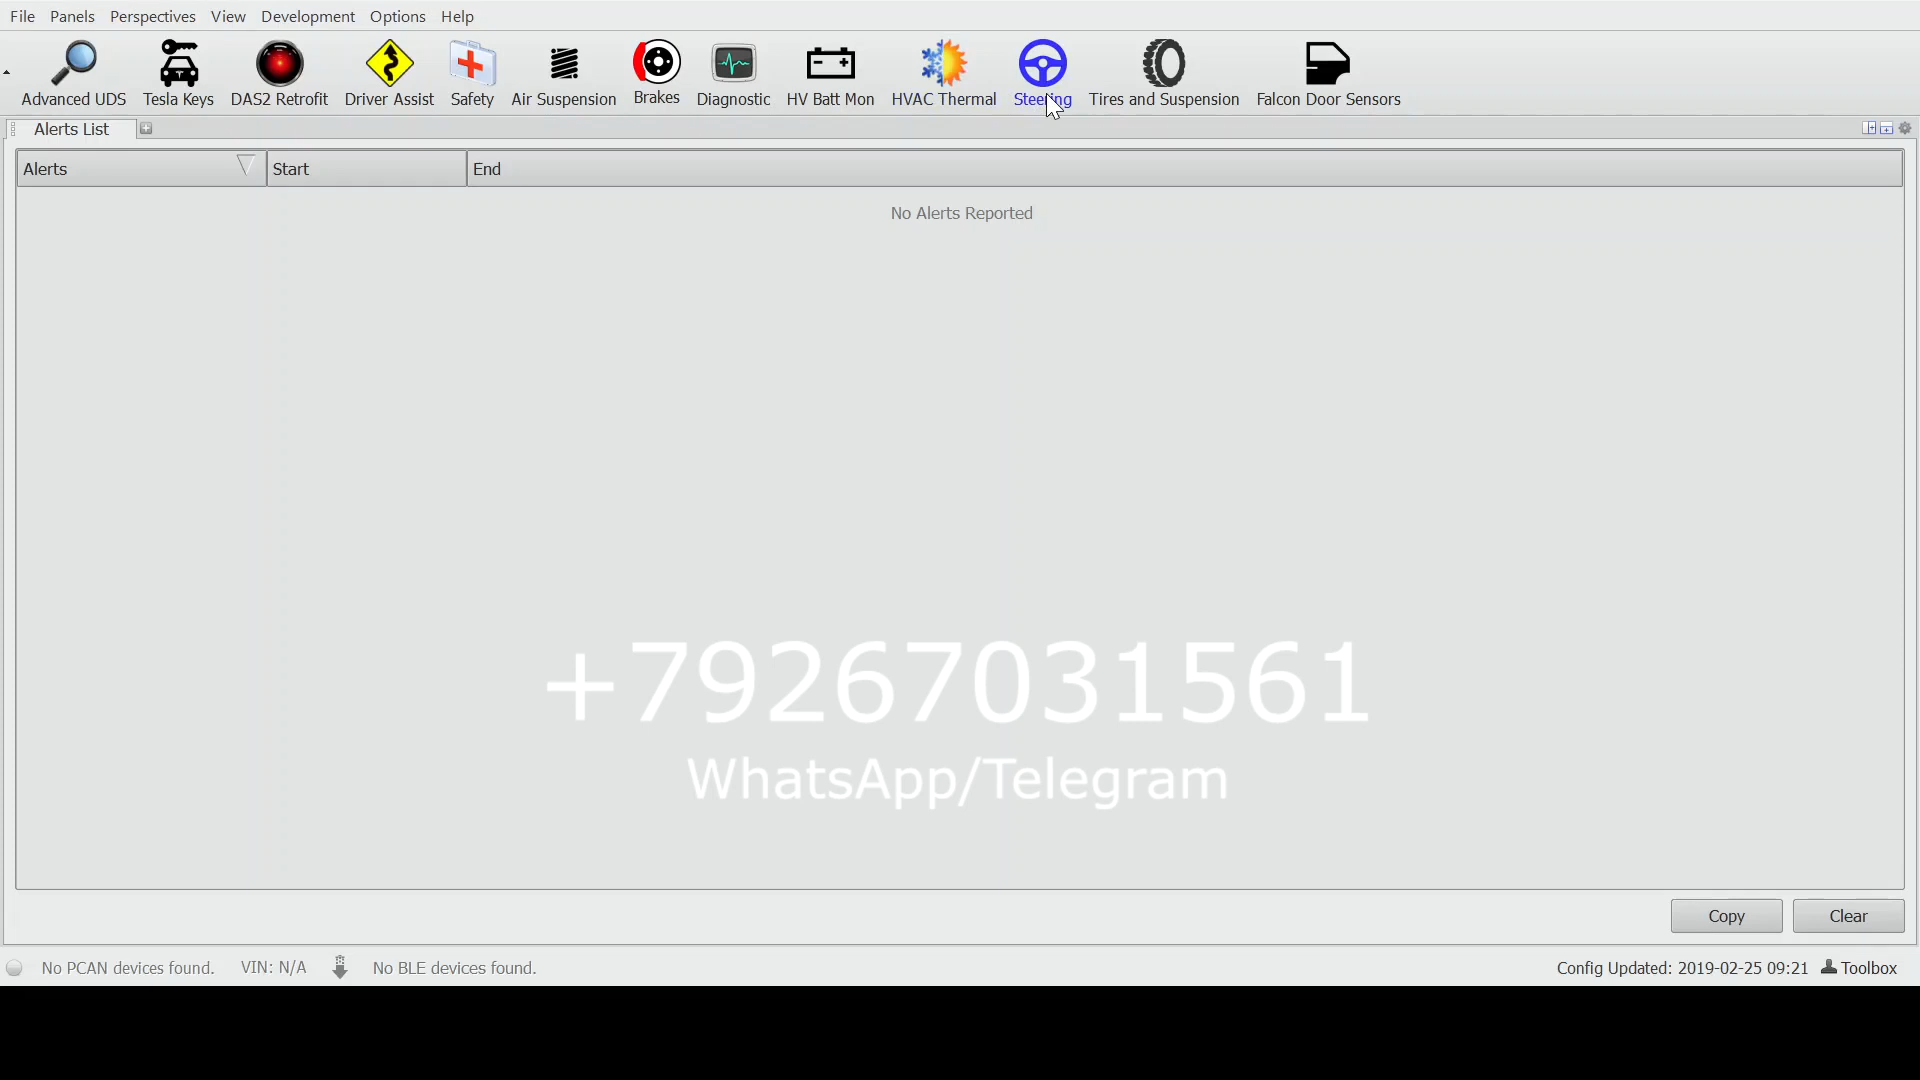 File Panels Perspectives View Development Options Help
Advanced UDS Tesla Keys DAS2 Retrofit Driver Assist Safety Air Suspension Brakes Diagnostic HV Batt Mon HVAC Thermal Steering Tires and Suspension Falcon Door Sensors
Alerts List
Alerts Start End
No Alerts Reported
+79267031561
WhatsApp/Telegram
Copy Clear
No PCAN devices found. VIN: N/A No BLE devices found. Config Updated: 2019-02-25 09:21 Toolbox